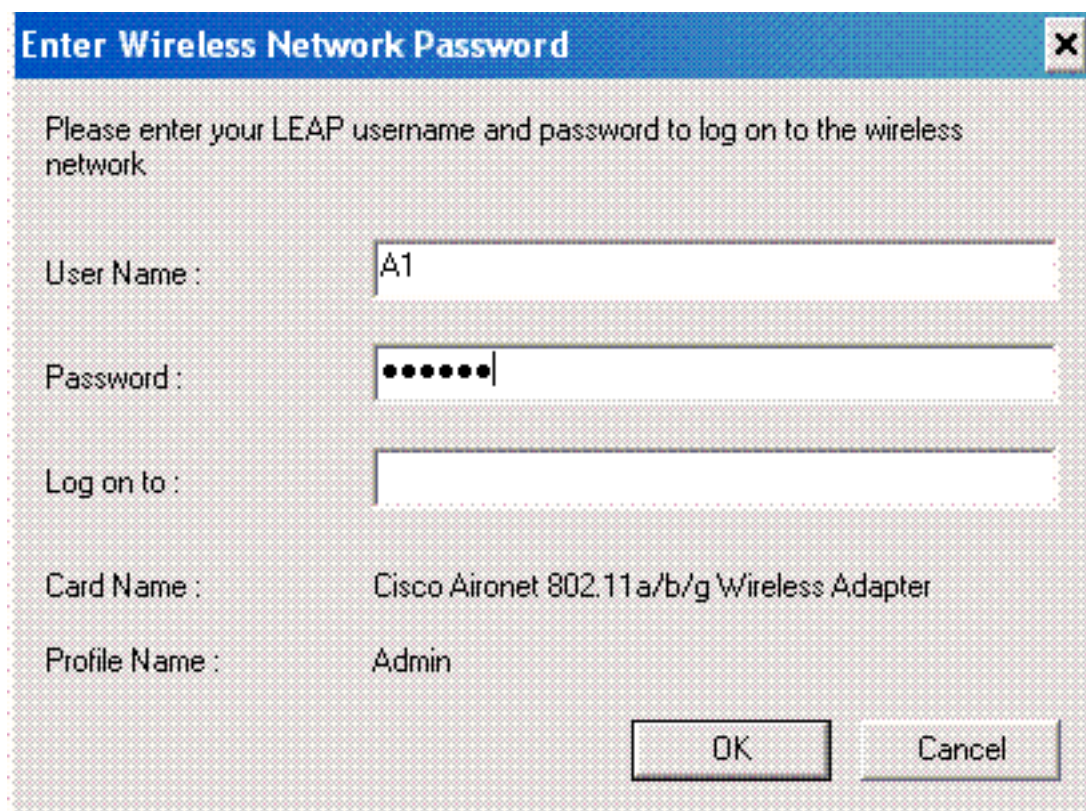 Enter Wireless Network Password
Please enter your LEAP username and password to log on to the wireless
network
User Name : A1
Password : ●●●●●●
Log on to :
Card Name : Cisco Aironet 802.11a/b/g Wireless Adapter
Profile Name : Admin
OK Cancel